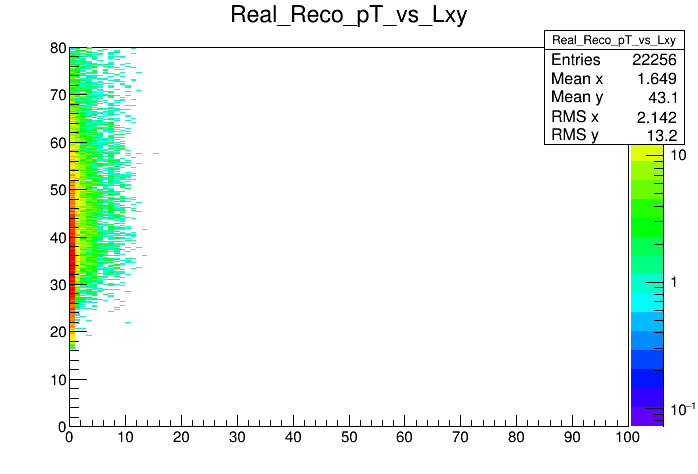 Real_Reco_pT_vs_Lxy
Real_Reco_pT_vs_Lxy
Entries 22256
Mean x 1.649
Mean y 43.1
RMS x 2.142
RMS y 13.2
80
70
60
50
40
30
20
10
0
10
1
10⁻¹
0 10 20 30 40 50 60 70 80 90 100